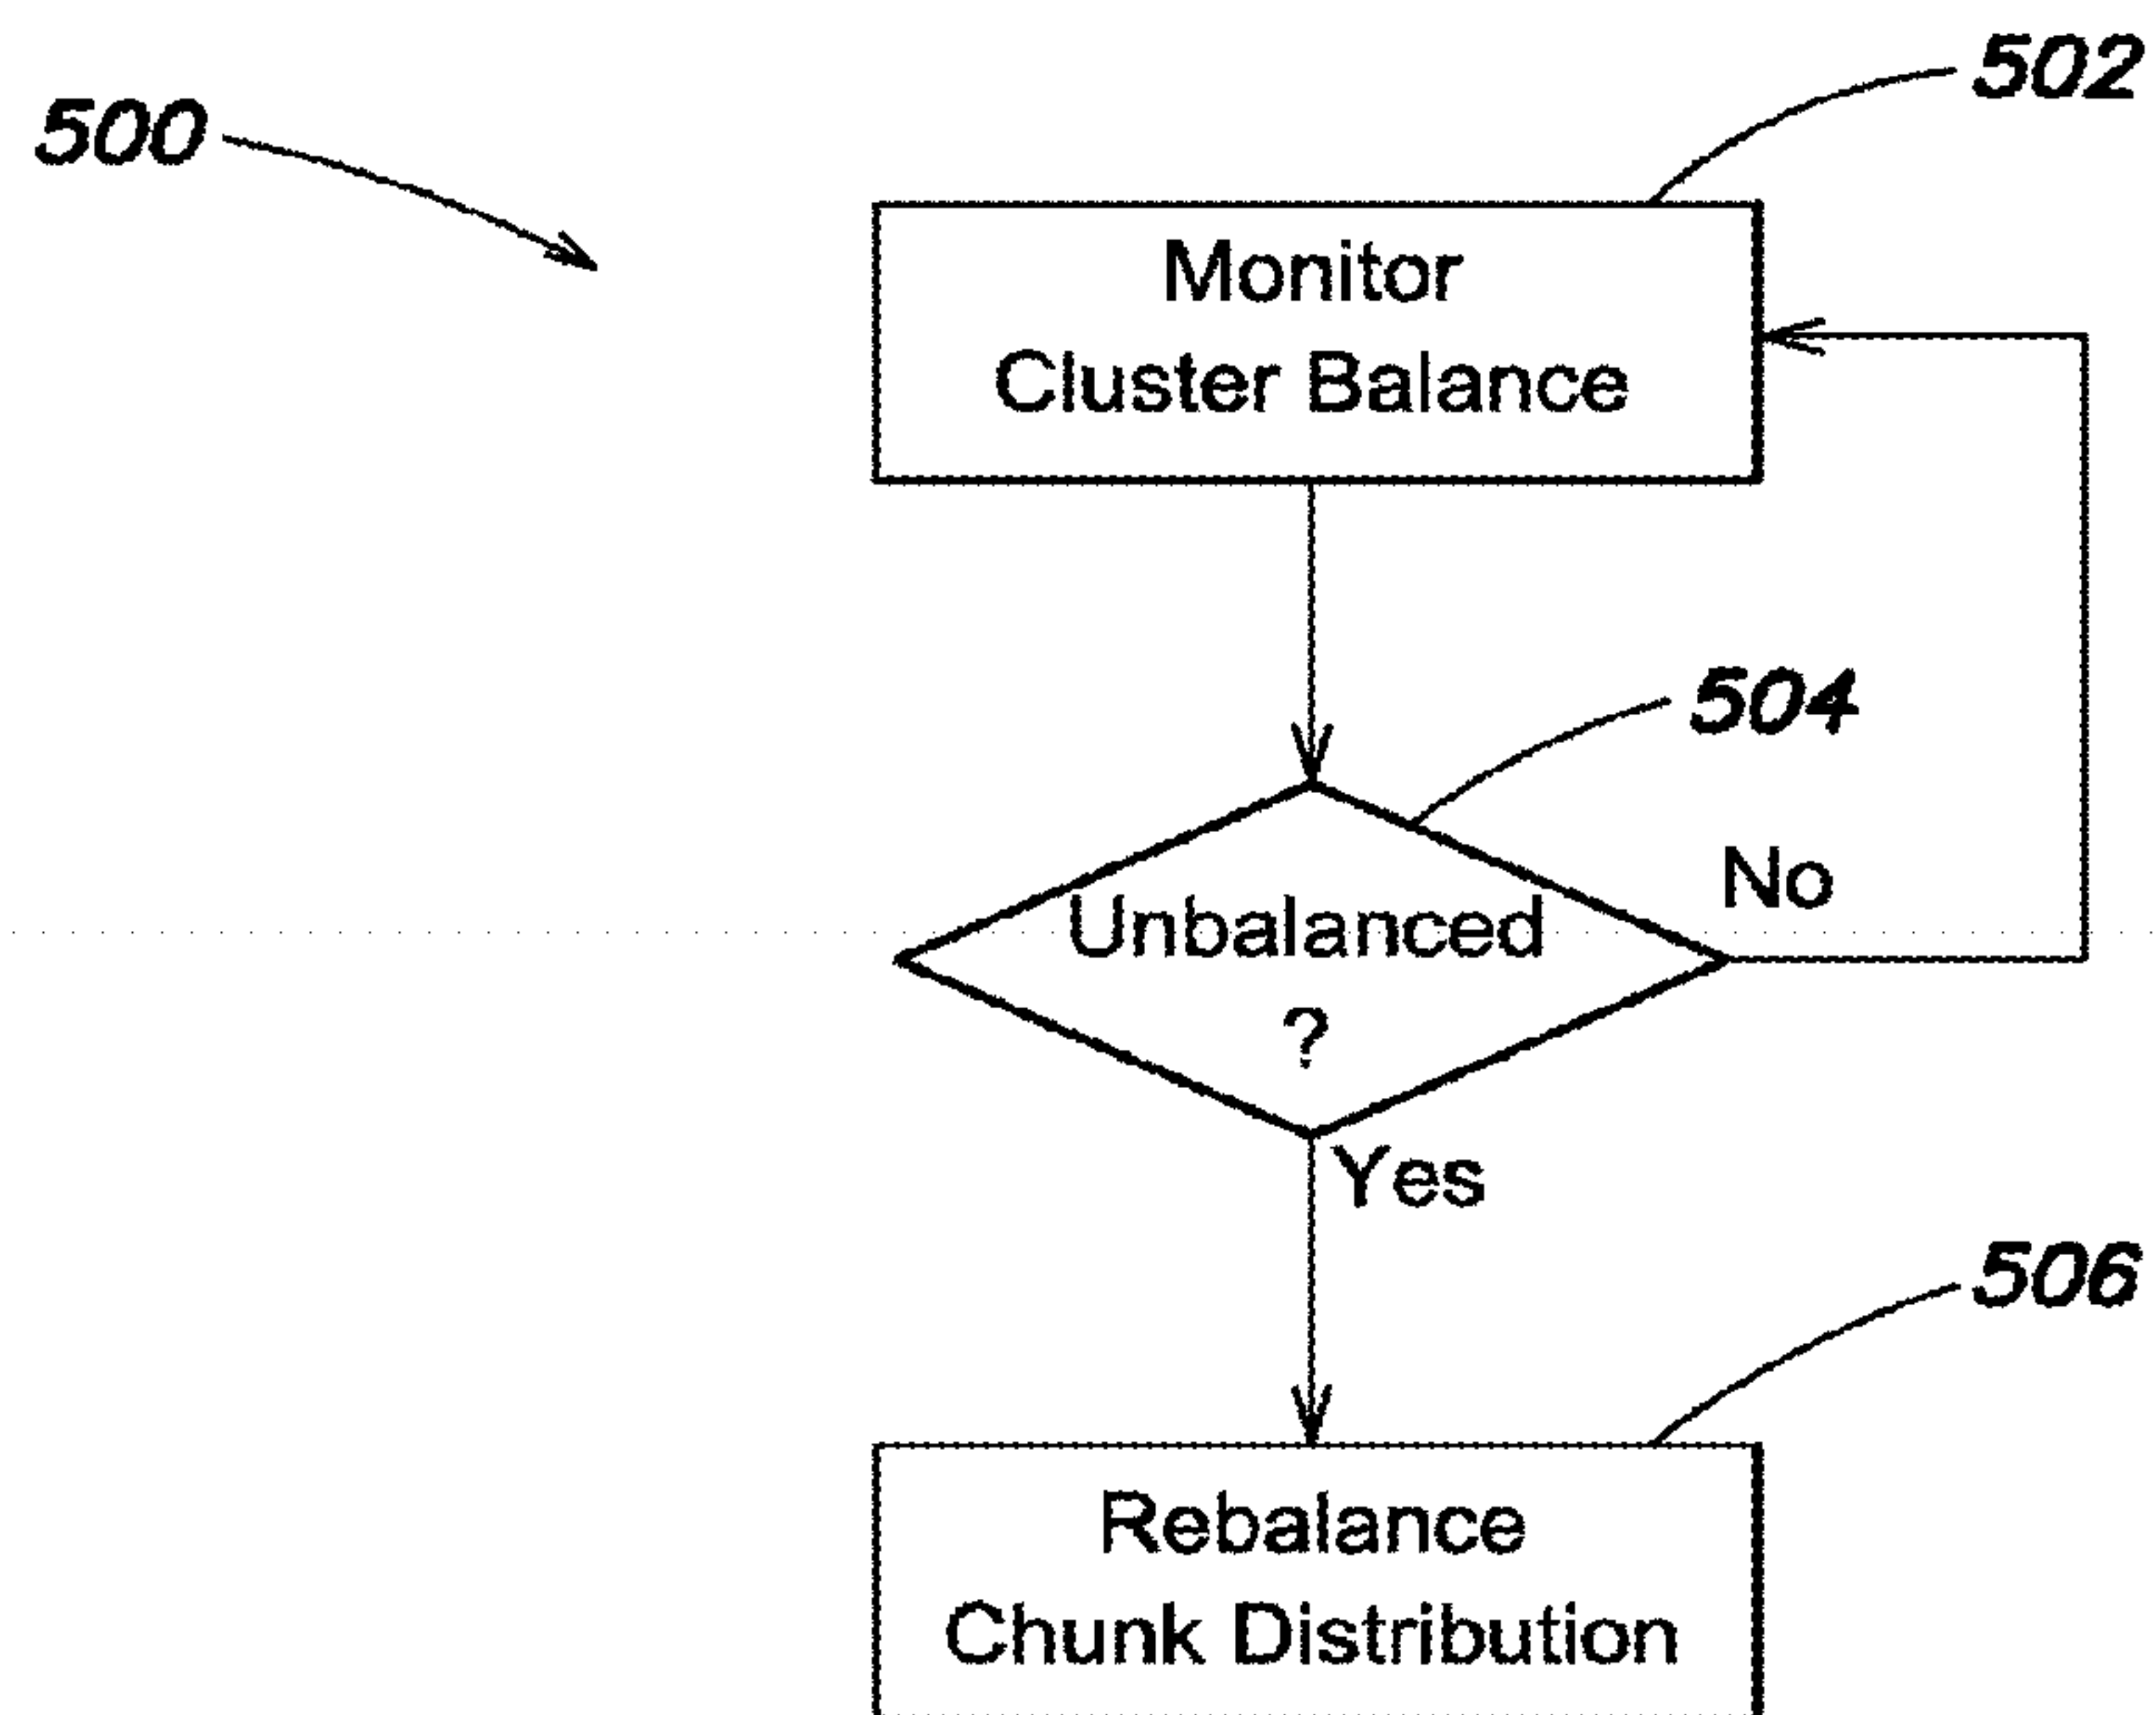 502
500
Monitor
Cluster Balance
504
No
Unbalanced
?
Yes
506
Rebalance
Chunk Distribution